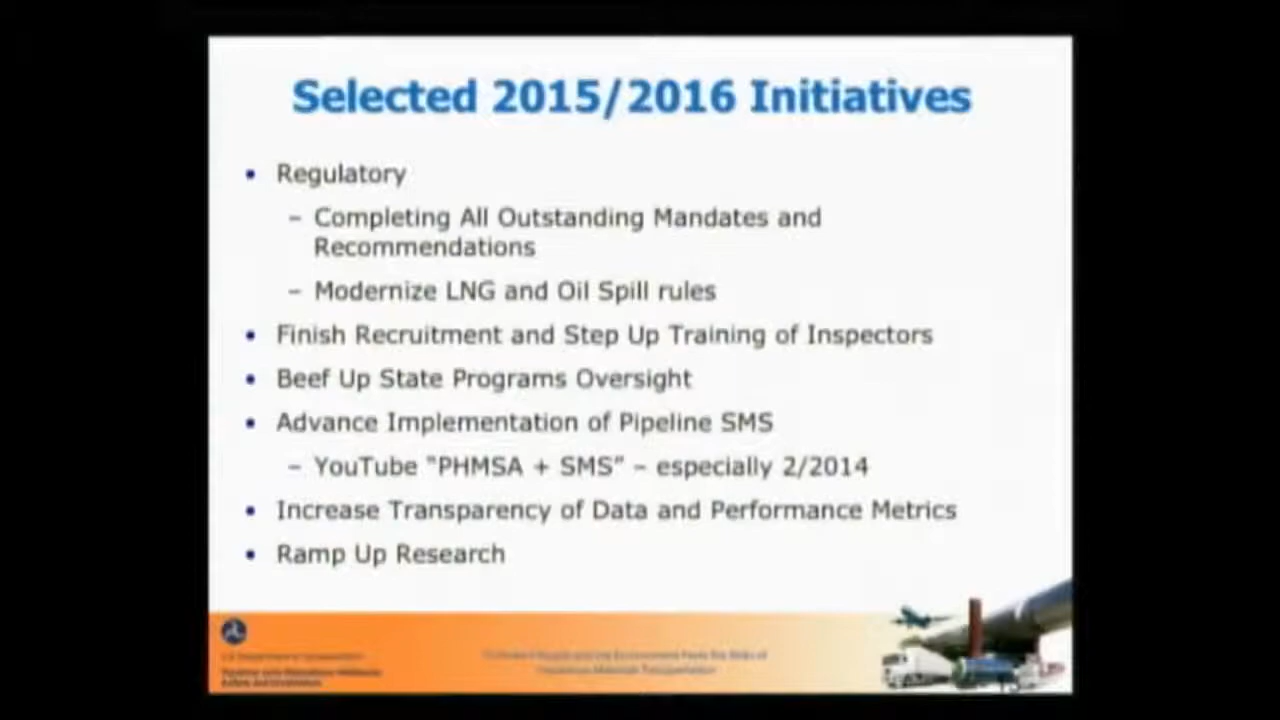 Selected 2015/2016 Initiatives
• Regulatory
– Completing All Outstanding Mandates and
Recommendations
– Modernize LNG and Oil Spill rules
• Finish Recruitment and Step Up Training of Inspectors
• Beef Up State Programs Oversight
• Advance Implementation of Pipeline SMS
– YouTube "PHMSA + SMS" – especially 2/2014
• Increase Transparency of Data and Performance Metrics
• Ramp Up Research